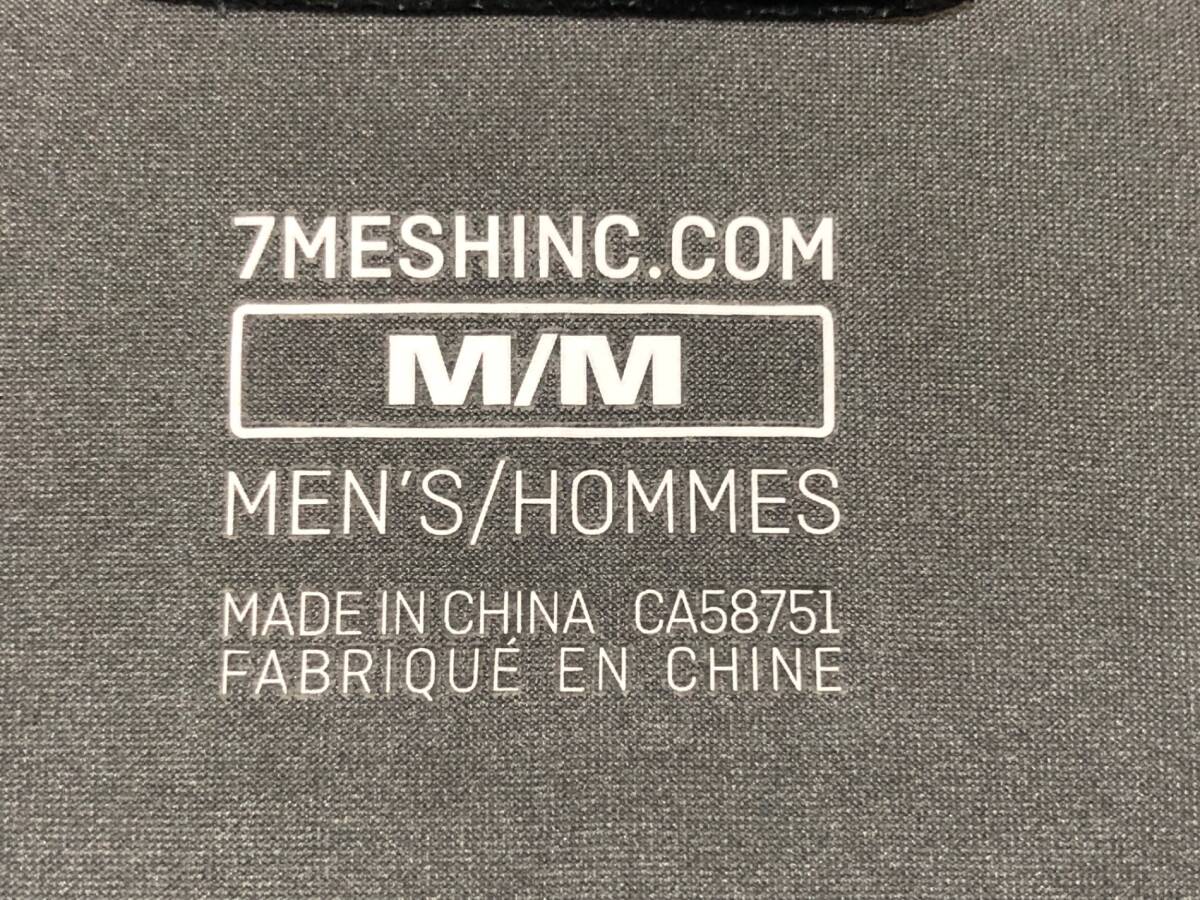 7MESHINC.COM
M/M
MEN'S/HOMMES
MADE IN CHINA CA58751
FABRIQUÉ EN CHINE